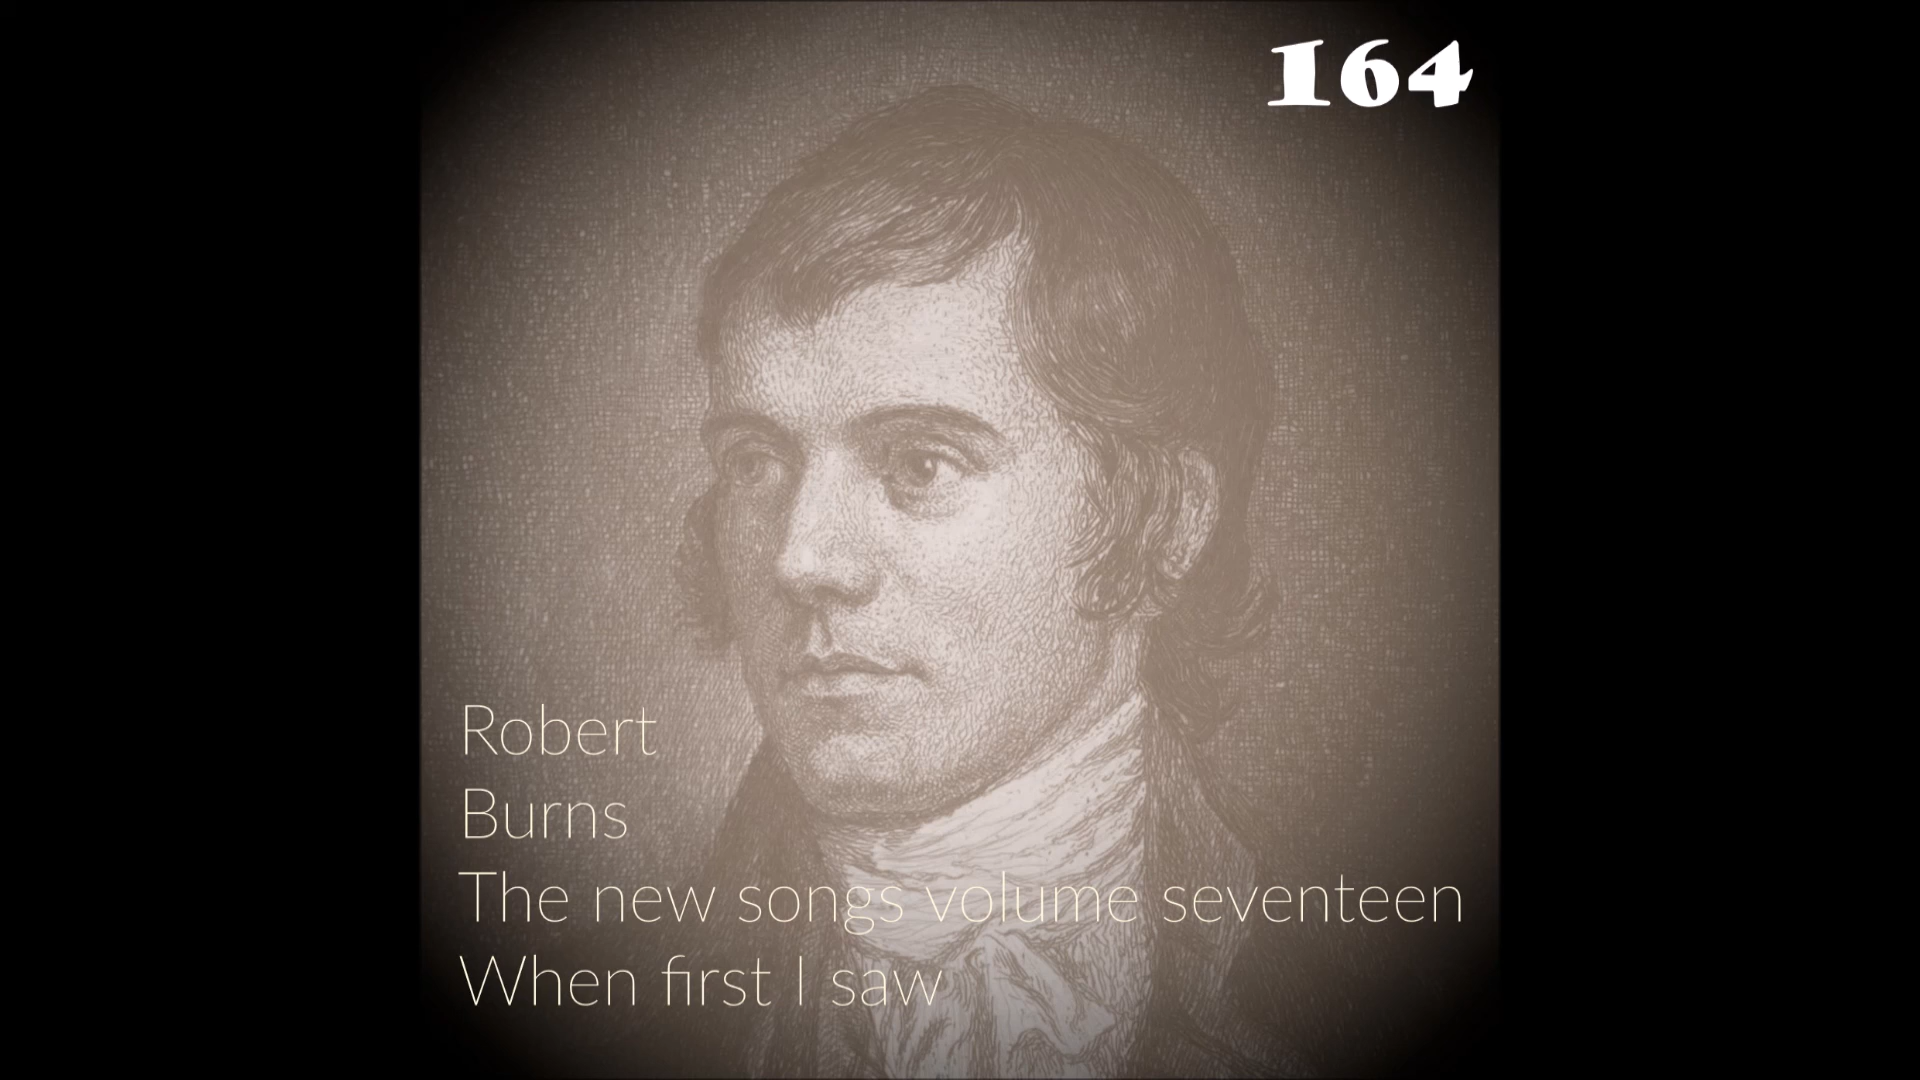 164
Robert
Burns
The new songs volume seventeen
When first I saw